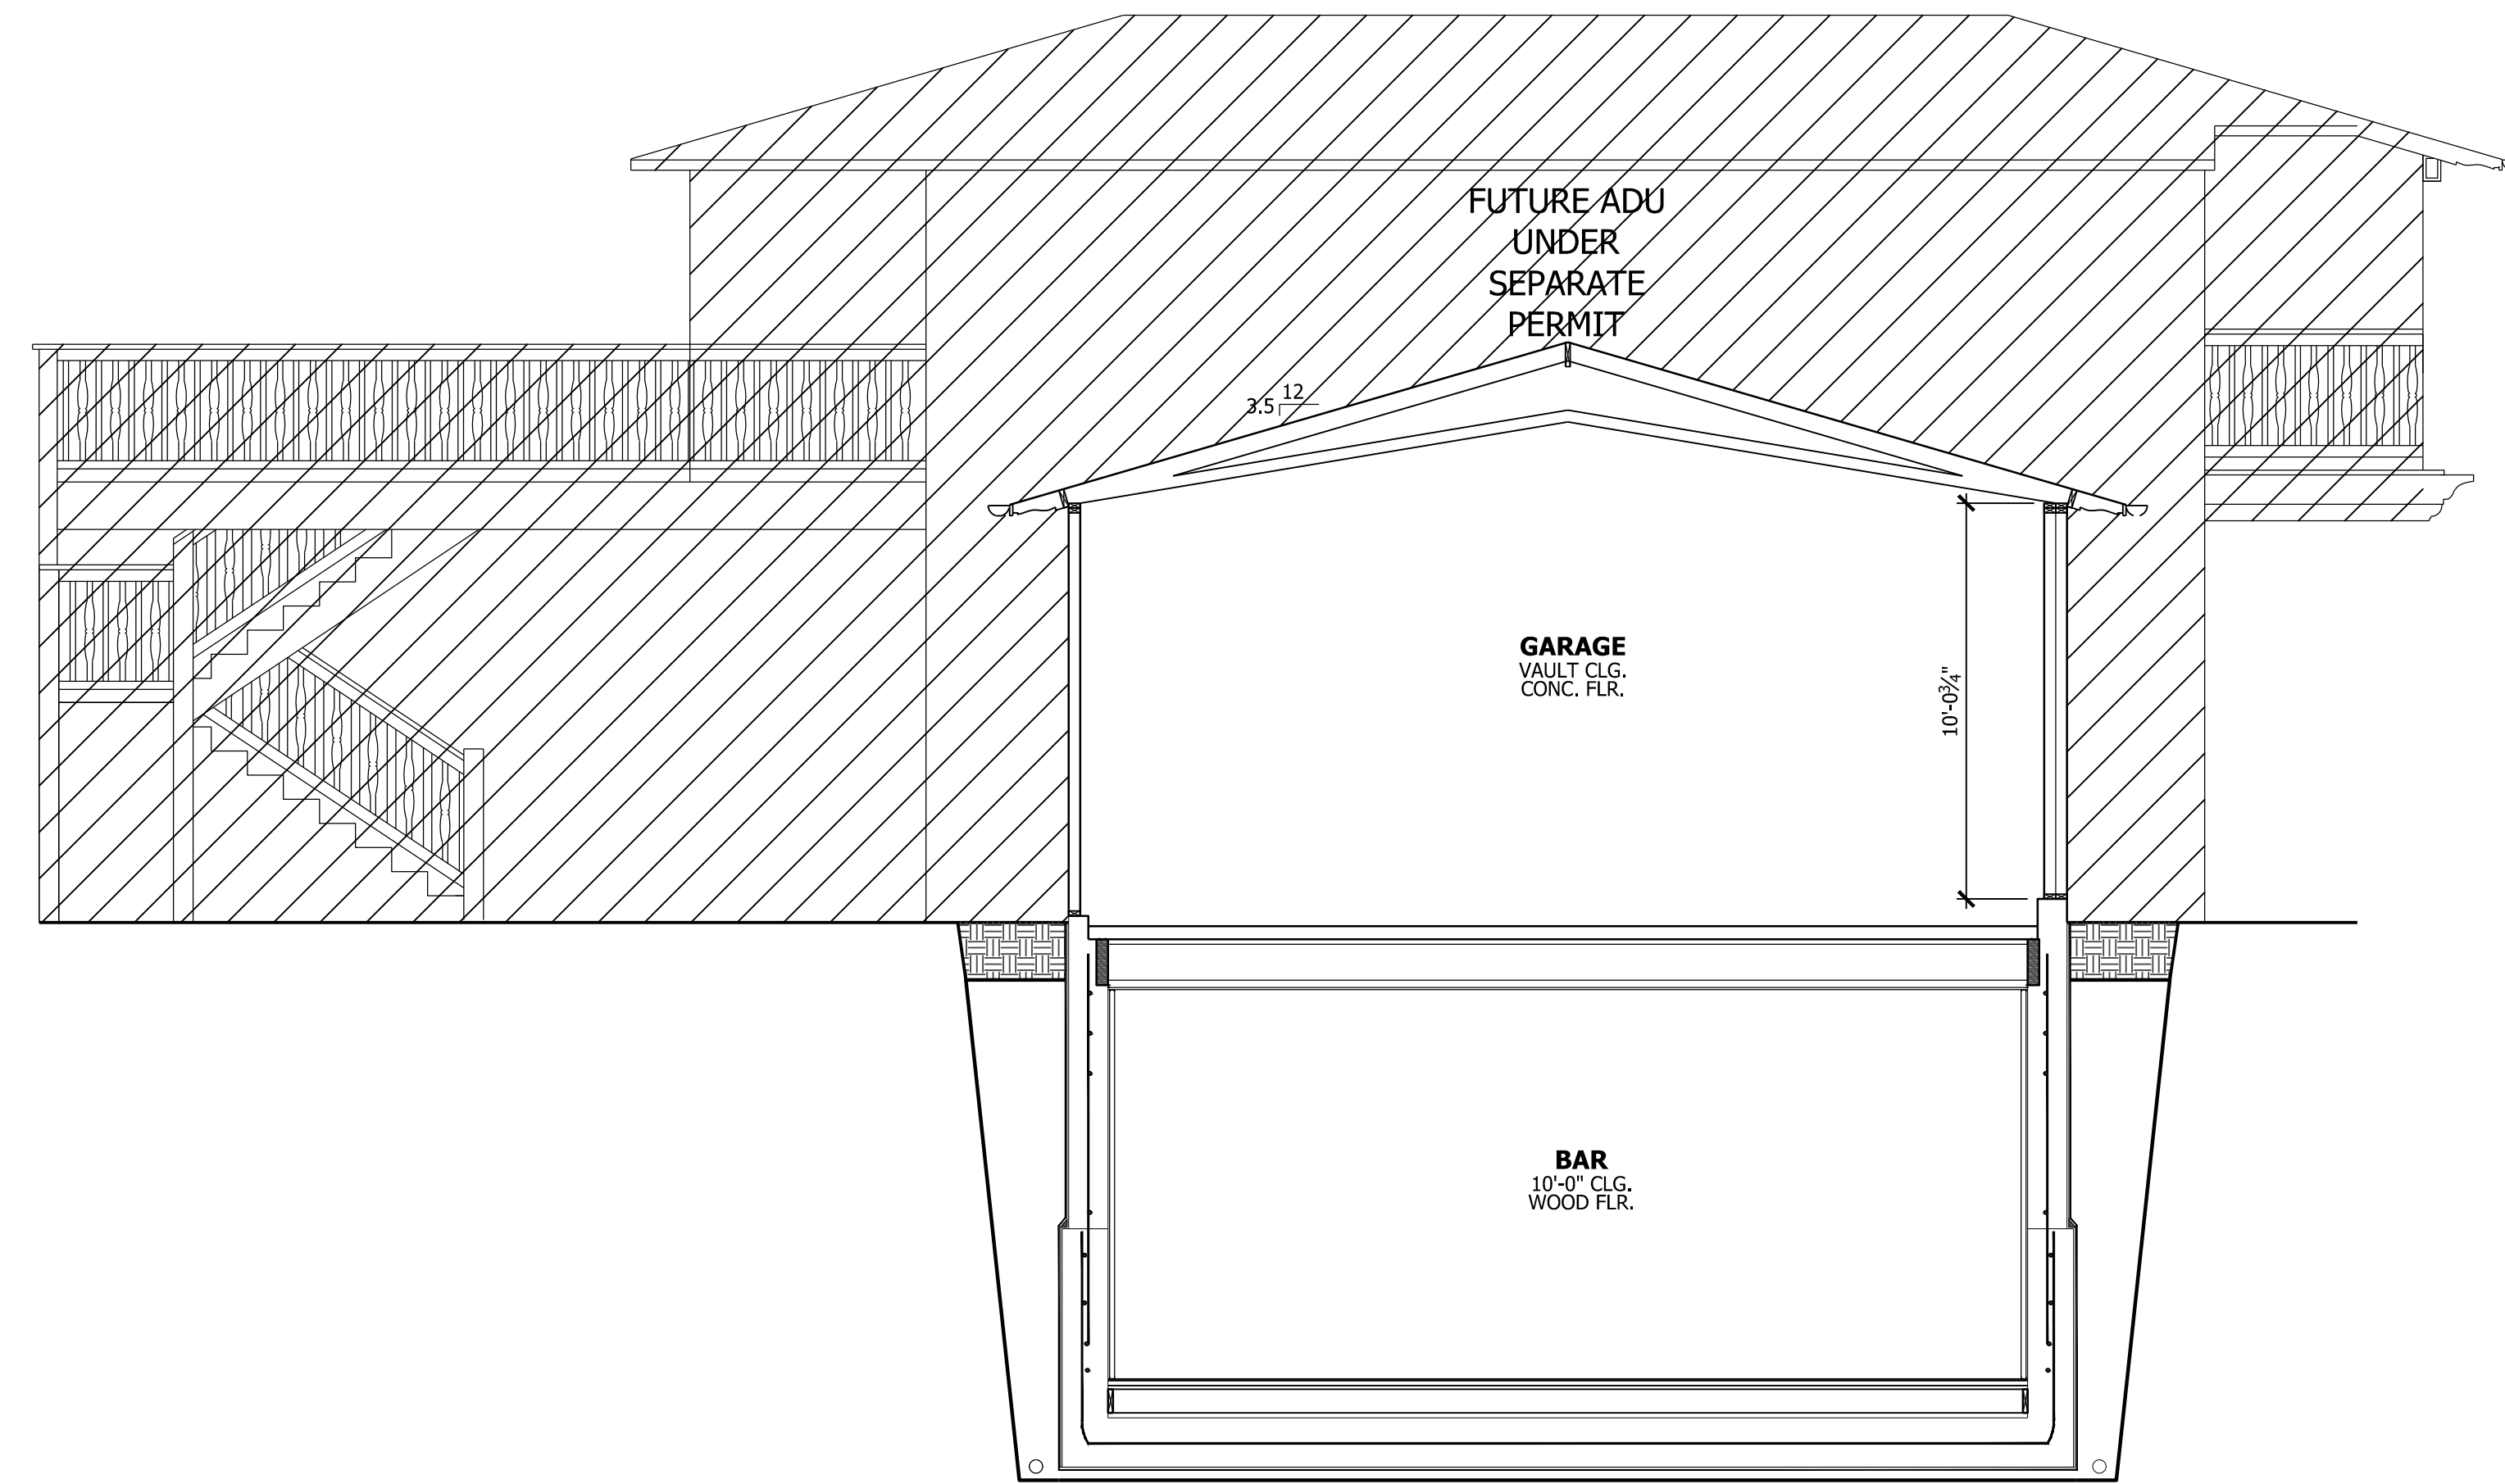 FUTURE ADU
UNDER
SEPARATE
PERMIT
12
3.5
GARAGE
VAULT CLG.
CONC. FLR.
10'-0¾"
BAR
10'-0" CLG.
WOOD FLR.